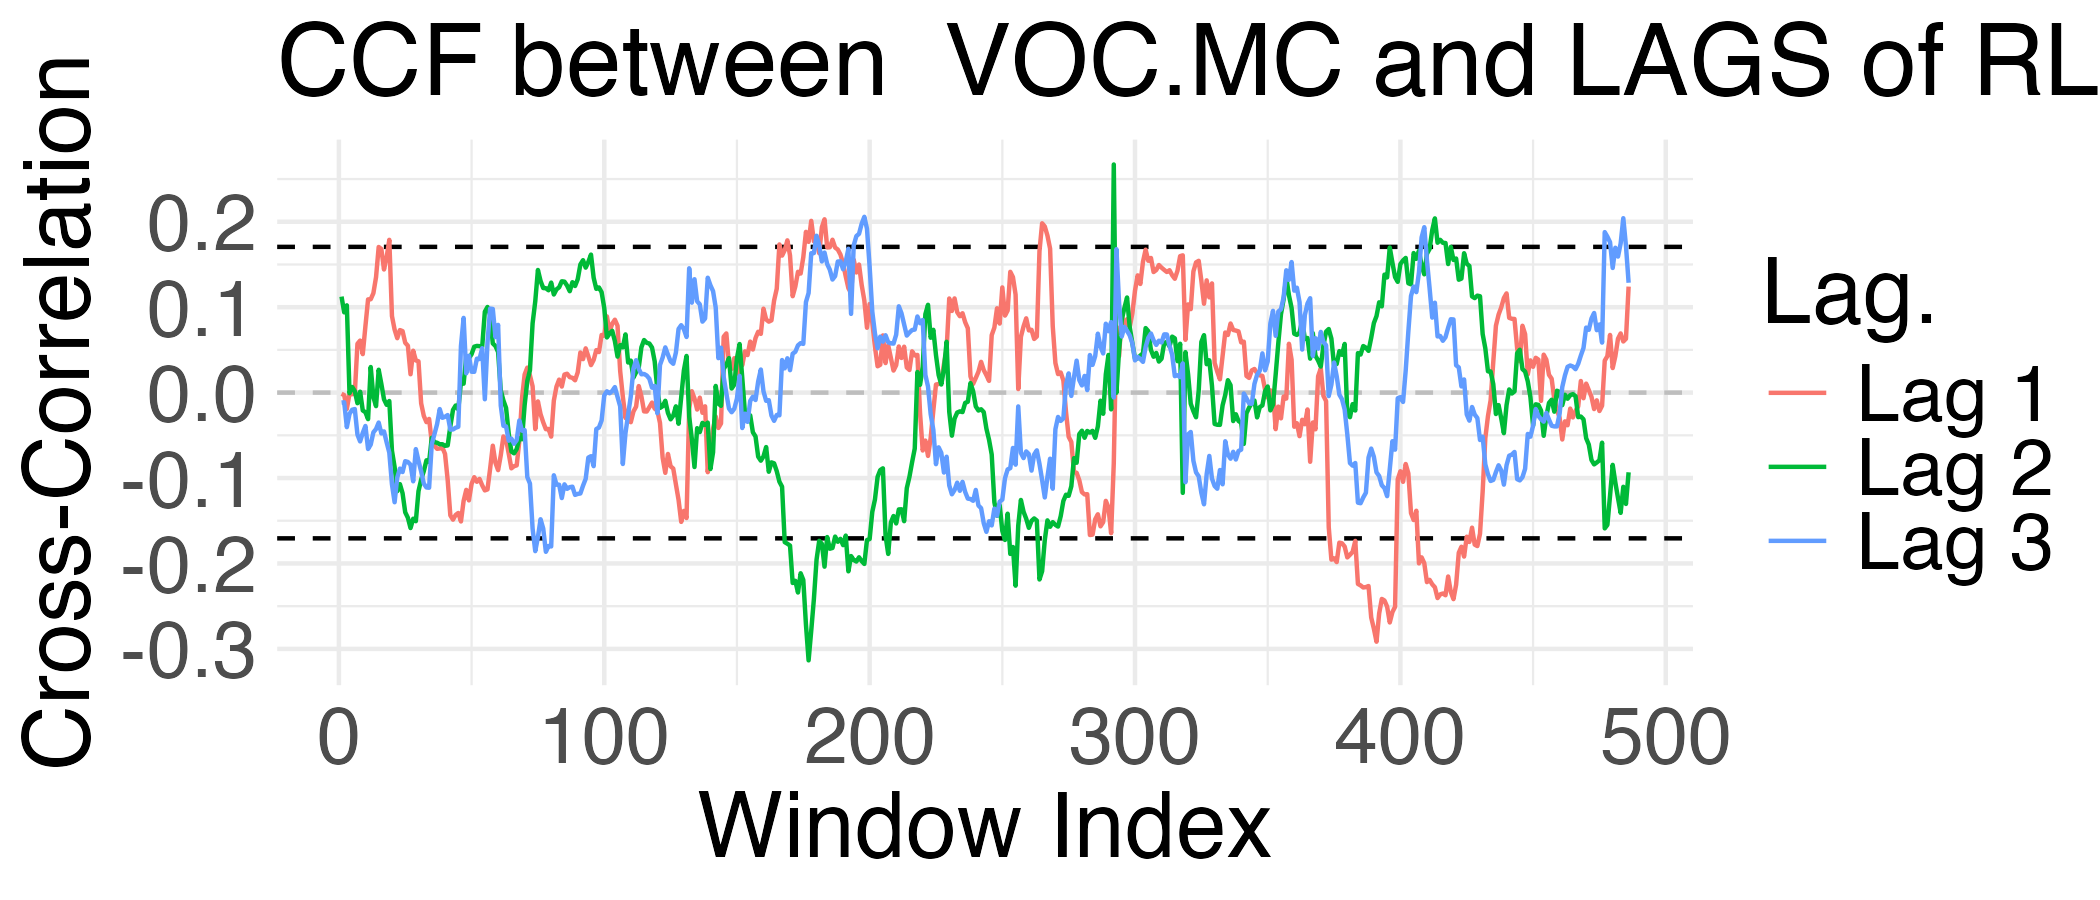 CCF between  VOC.MC and LAGS of RL
Cross-Correlation
0.2
0.1
0.0
-0.1
-0.2
-0.3
0 100 200 300 400 500
Window Index
Lag.
Lag 1
Lag 2
Lag 3